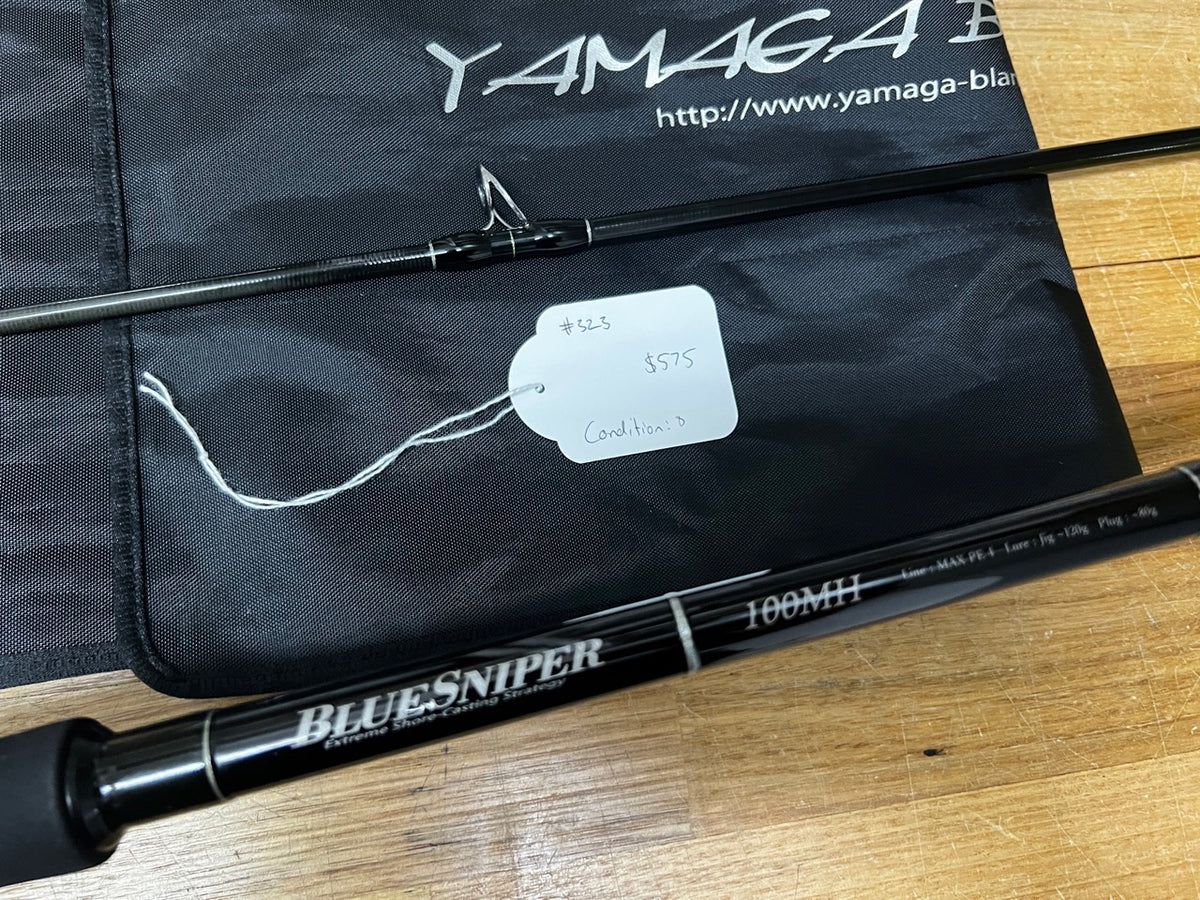 YAMAGA B
http://www.yamaga-blan
#323
$575
Condition: 8
BLUESNIPER
Extreme Shore-Casting Strategy
100MH
Line : MAX PE 4 Lure : Jig ~120g Plug : ~80g